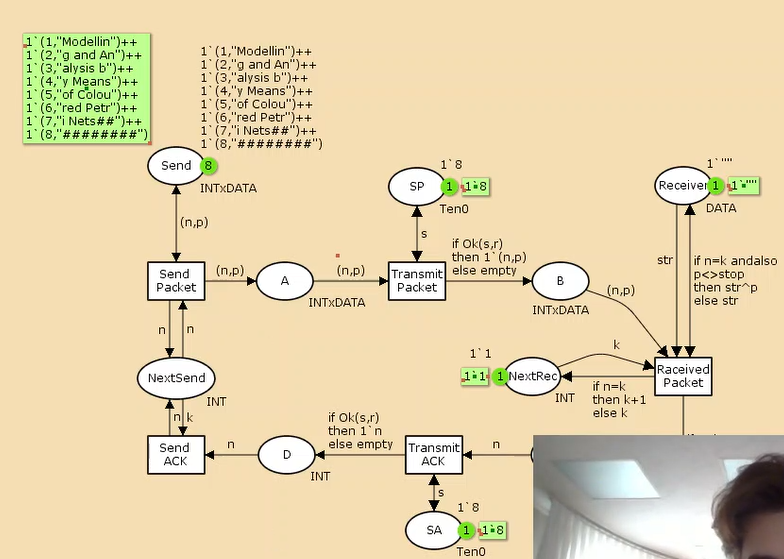 1`(1,"Modellin")++
1`(2,"g and An")++
1`(3,"alysis b")++
1`(4,"y Means")++
1`(5,"of Colou")++
1`(6,"red Petr")++
1`(7,"i Nets##")++
1`(8,"########")
1`(1,"Modellin")++
1`(2,"g and An")++
1`(3,"alysis b")++
1`(4,"y Means")++
1`(5,"of Colou")++
1`(6,"red Petr")++
1`(7,"i Nets##")++
1`(8,"########")
Send
8
INTxDATA
1`8
SP
1
1`8
Ten0
1`""
Receiver
1
1`""
DATA
(n,p)
s
if Ok(s,r)
then 1`(n,p)
else empty
str
if n=k andalso
p<>stop
then str^p
else str
Send
Packet
(n,p)
A
(n,p)
INTxDATA
Transmit
Packet
B
INTxDATA
(n,p)
n
n
1`1
1`1
1
NextRec
INT
k
if n=k
then k+1
else k
Raceived
Packet
NextSend
INT
n
k
if Ok(s,r)
then 1`n
else empty
Send
ACK
n
D
INT
Transmit
ACK
n
s
1`8
SA
1
1`8
Ten0